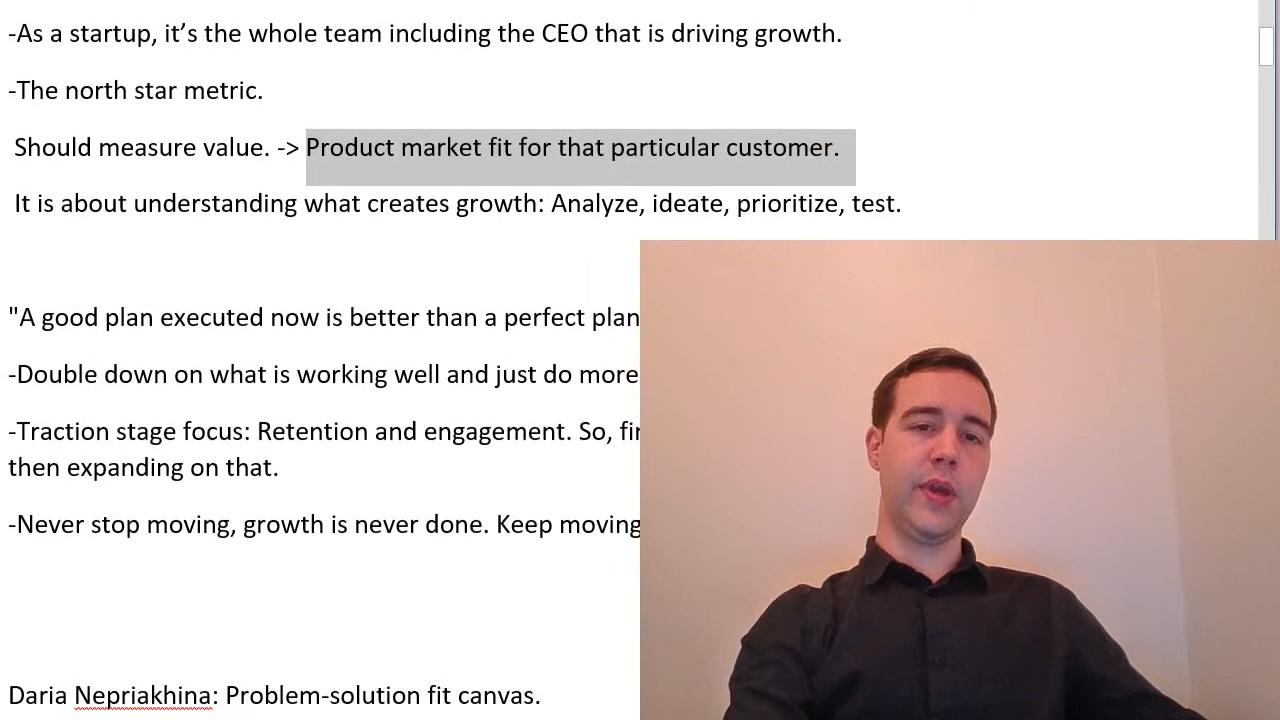 -As a startup, it’s the whole team including the CEO that is driving growth.
-The north star metric.
Should measure value. -> Product market fit for that particular customer.
It is about understanding what creates growth: Analyze, ideate, prioritize, test.
"A good plan executed now is better than a perfect plan
-Double down on what is working well and just do more
-Traction stage focus: Retention and engagement. So,
then expanding on that.
-Never stop moving, growth is never done. Keep moving
Daria Nepriakhina: Problem-solution fit canvas.